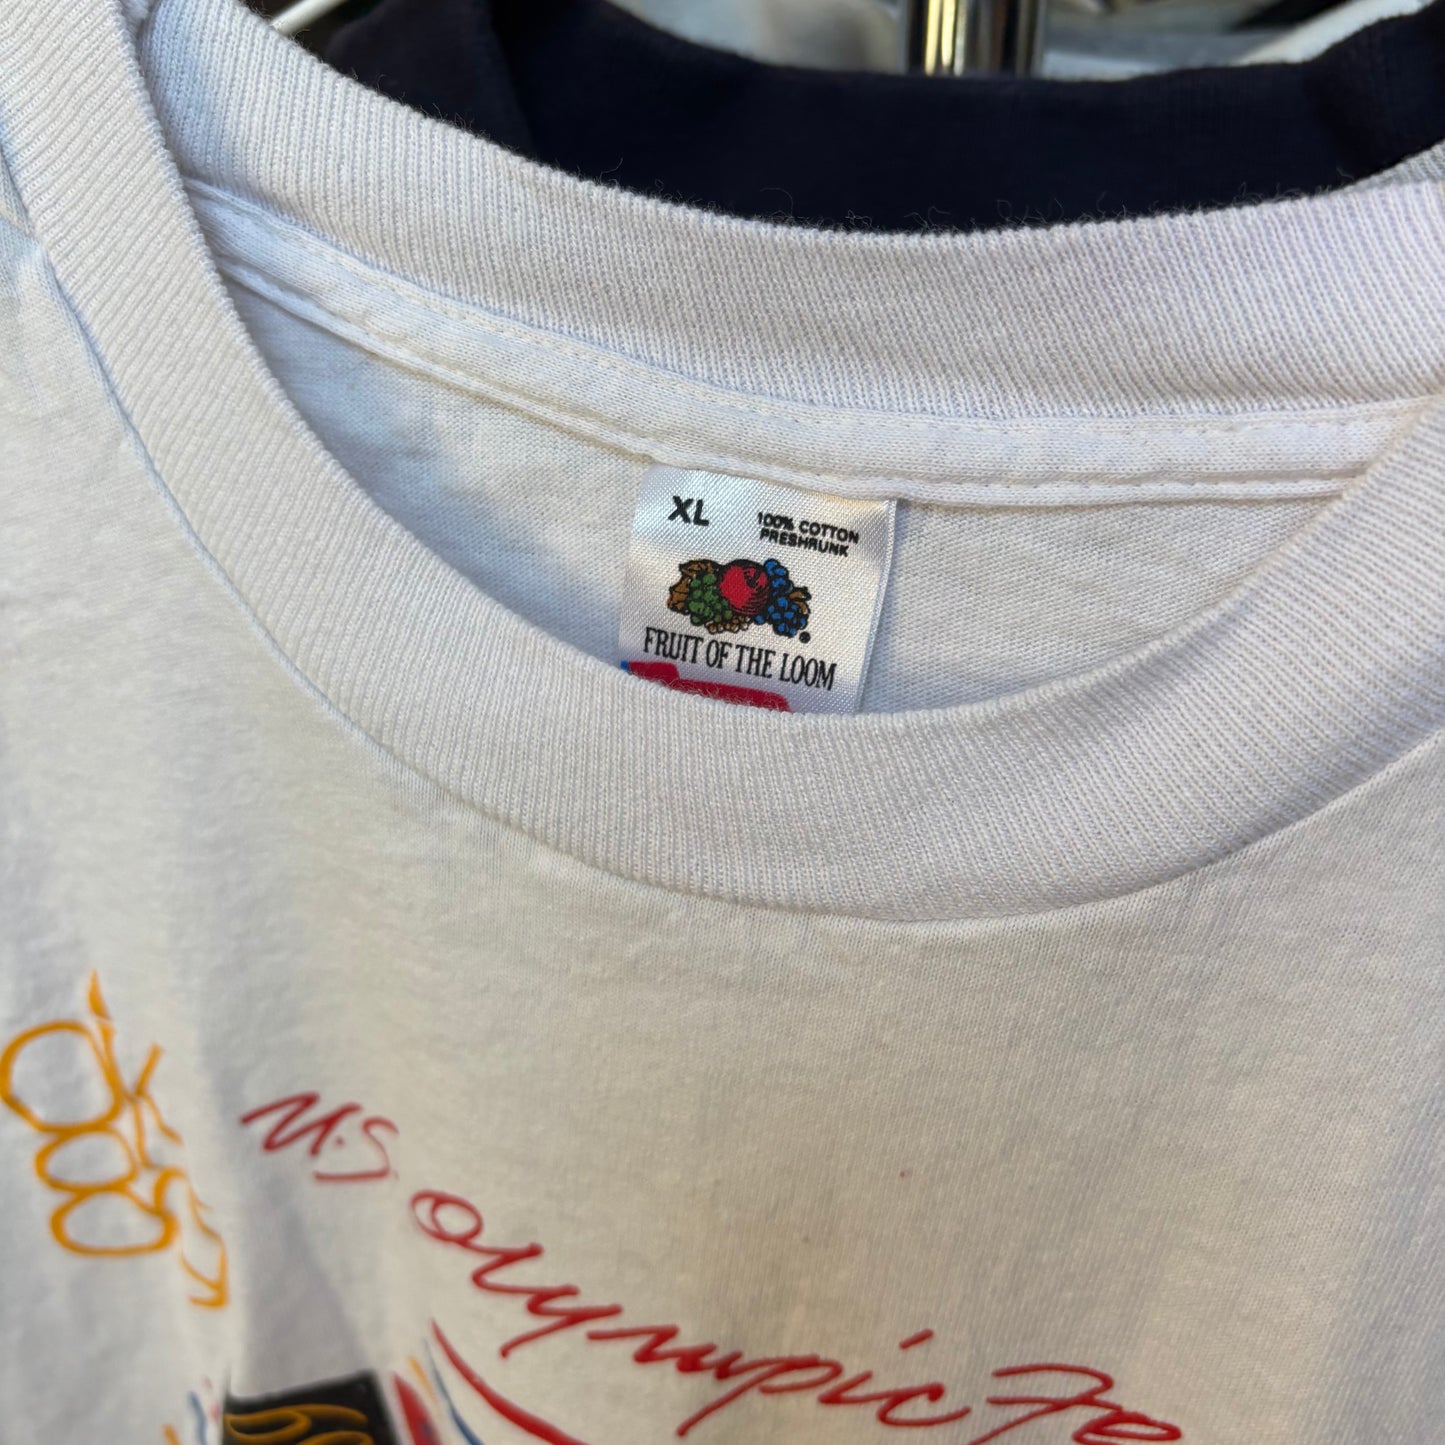 XL
100% COTTON
PRESHRUNK
FRUIT OF THE LOOM
M.S. Olympic